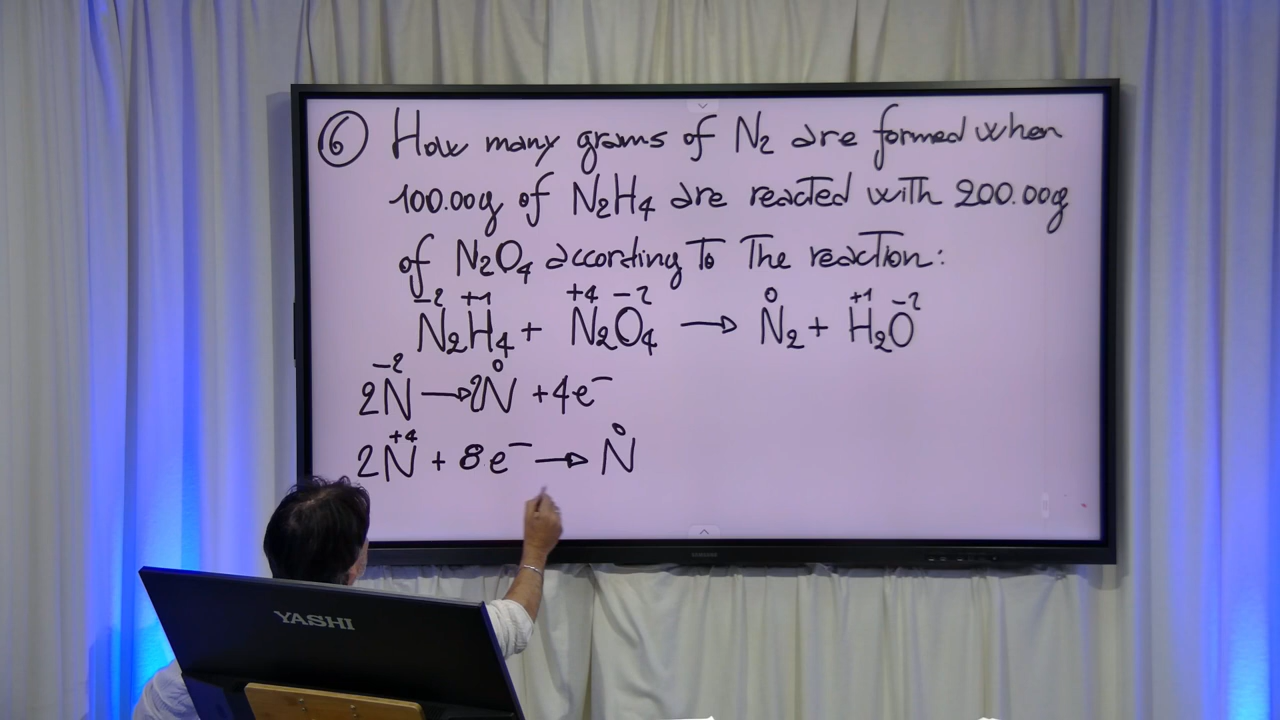 ⑥ How many grams of N₂ are formed when
100.00g of N₂H₄ are reacted with 200.00g
of N₂O₄ according to the reaction:
−2 +1 +4 −2 0 +1 −2
N₂H₄ + N₂O₄ → N₂ + H₂O
−2 0
2N → 2N + 4e⁻
+4 0
2N + 8e⁻ → N
SAMSUNG
YASHI